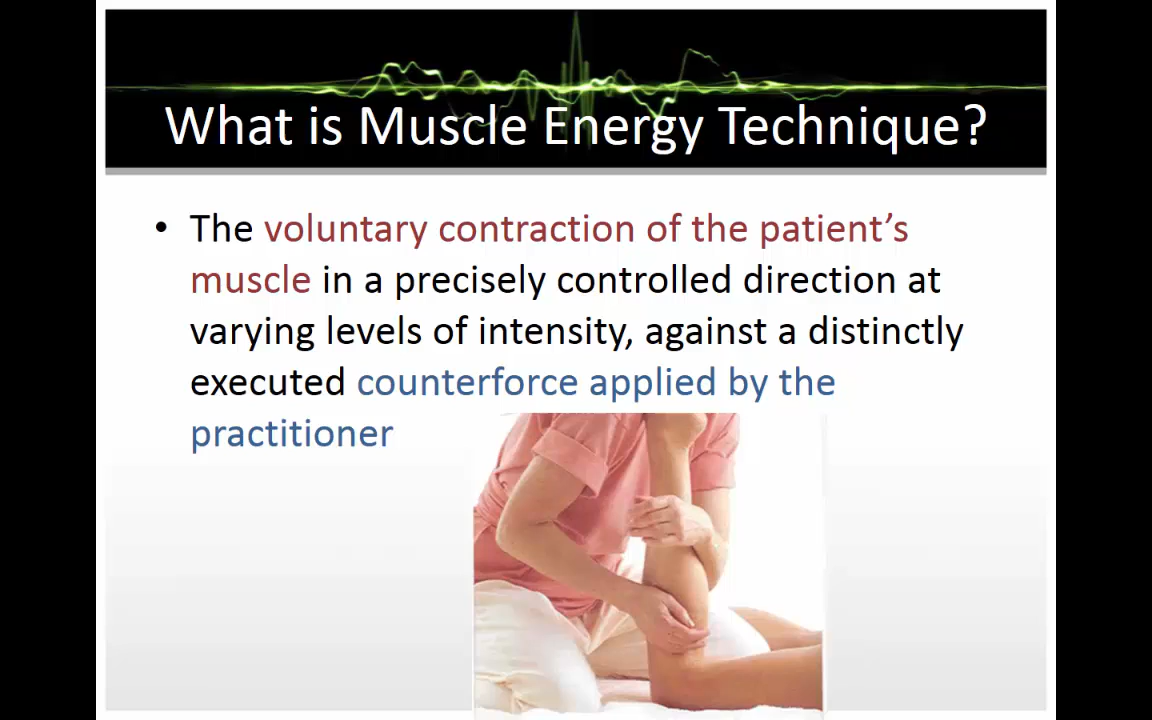 What is Muscle Energy Technique?
• The voluntary contraction of the patient’s
muscle in a precisely controlled direction at
varying levels of intensity, against a distinctly
executed counterforce applied by the
practitioner